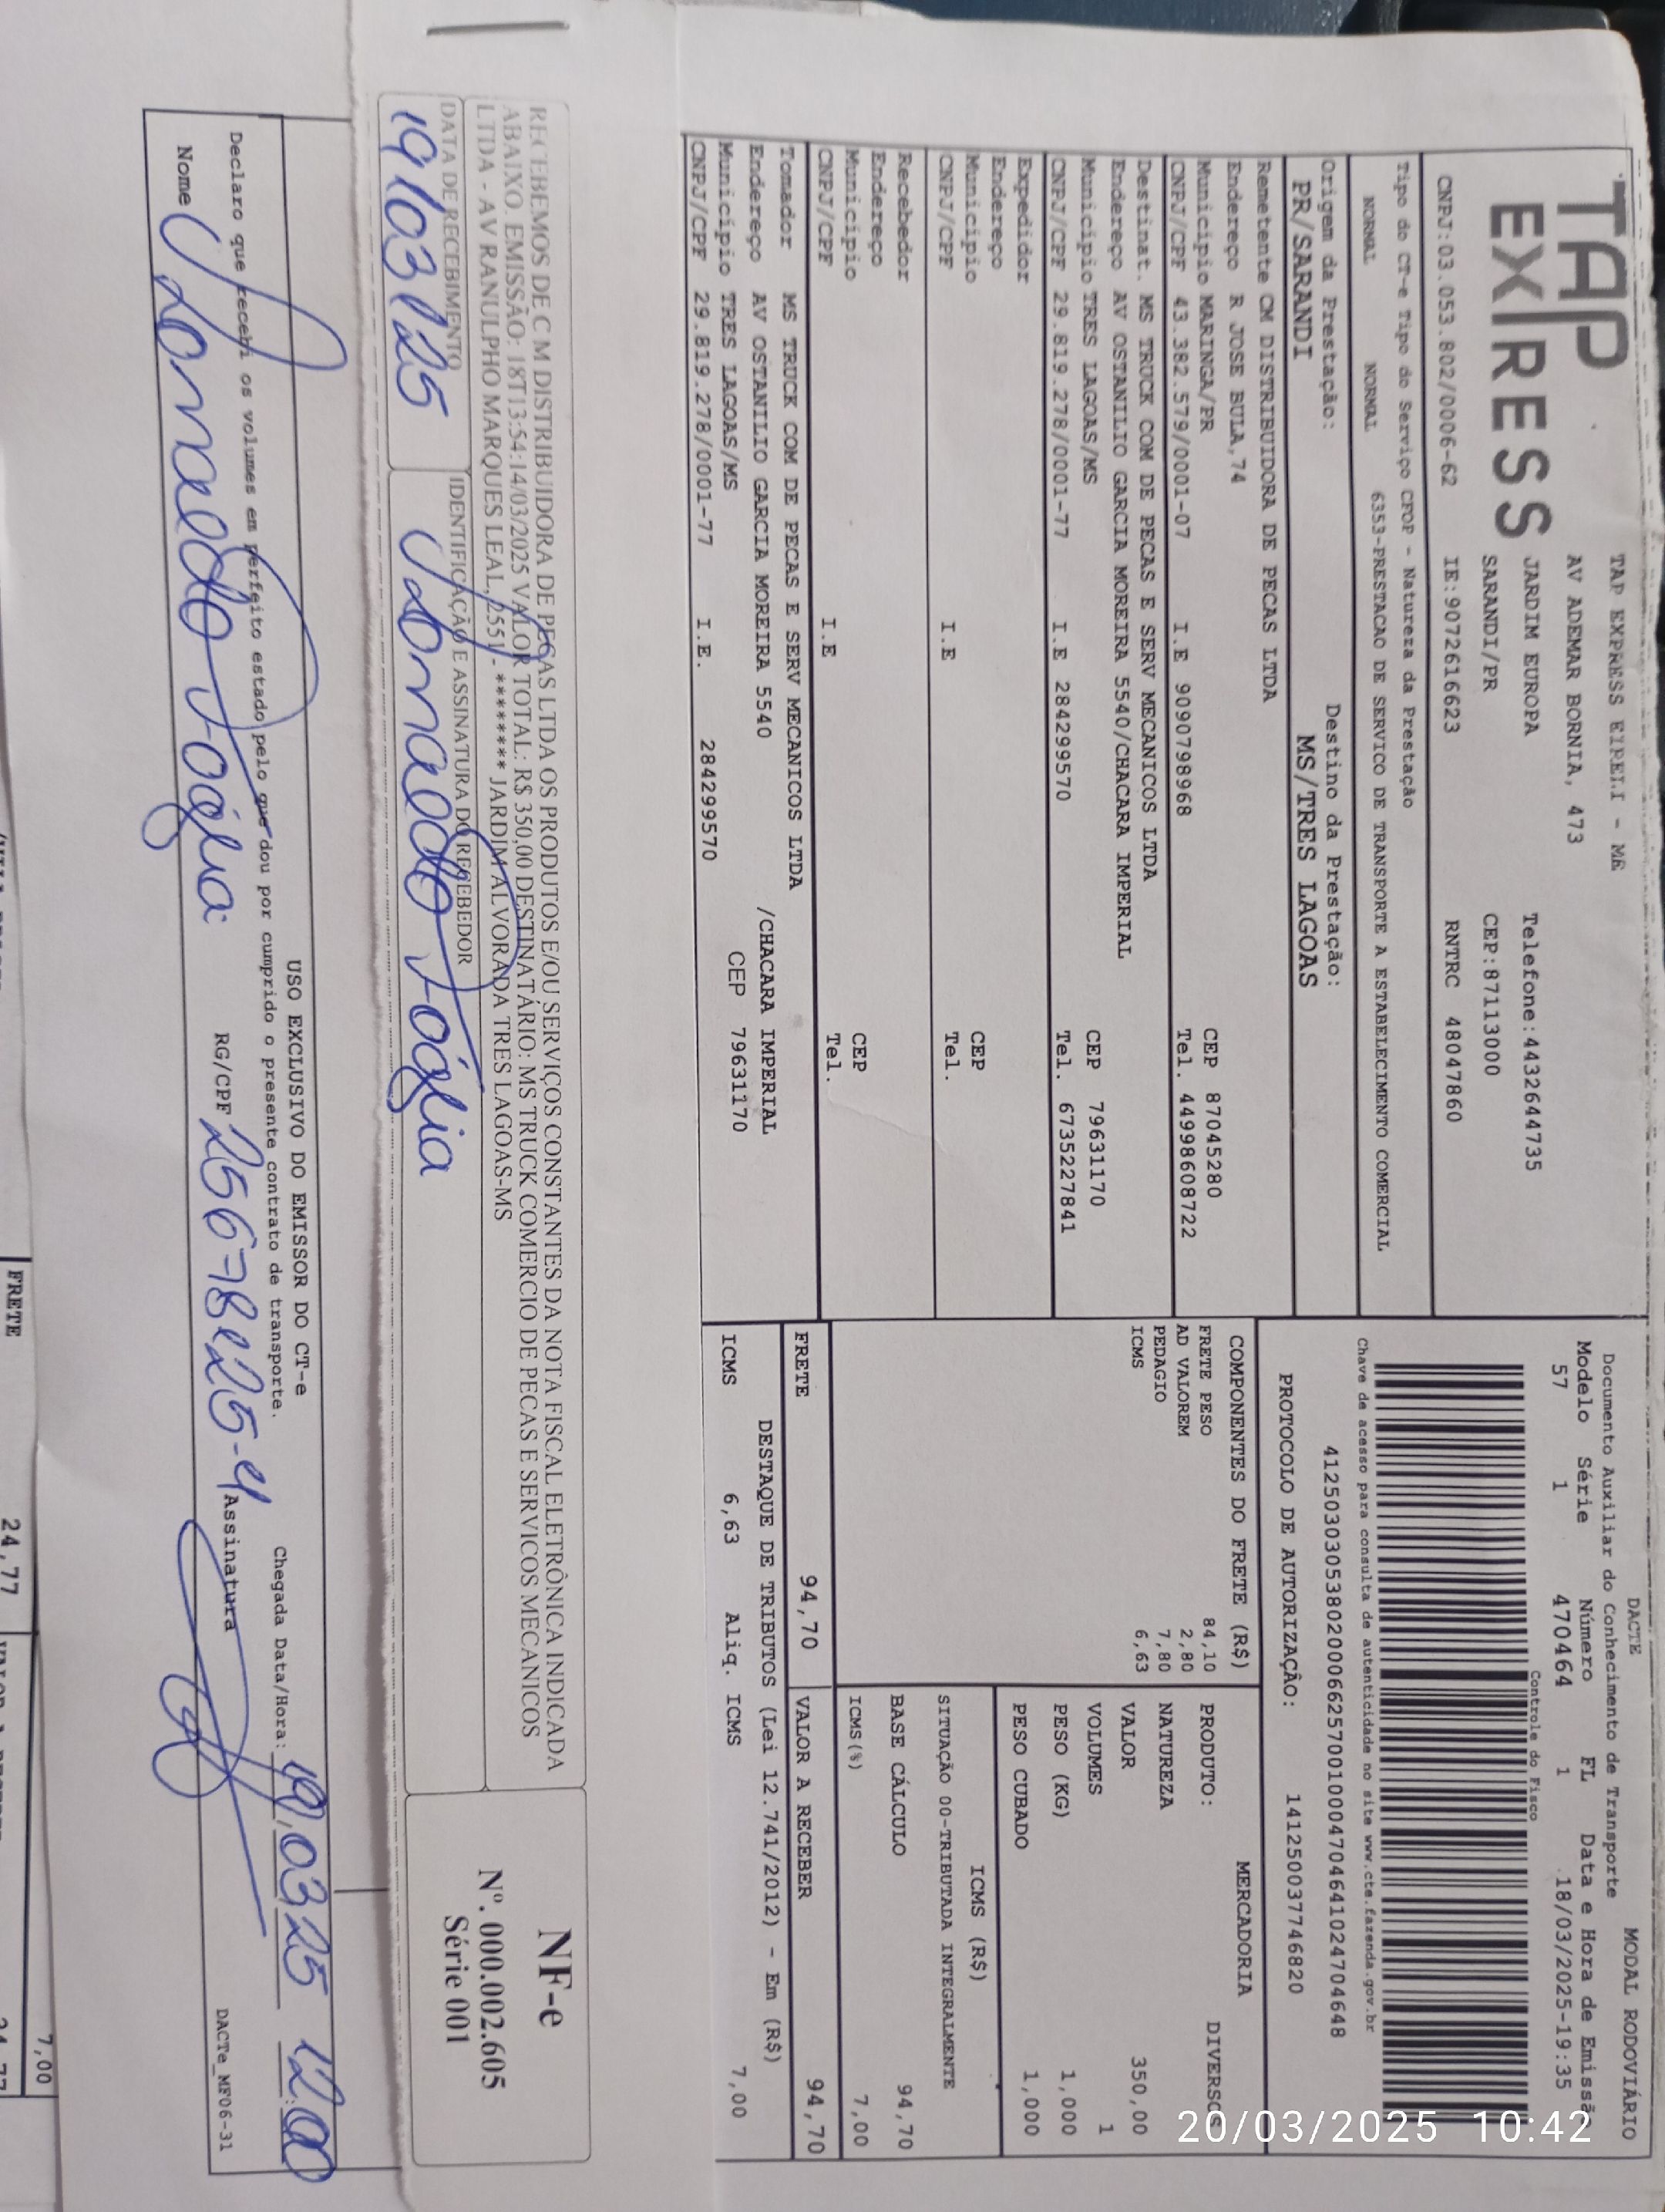 TAP
EXPRESS
TAP EXPRESS EIRELI - ME
AV ADEMAR BORNIA, 473
JARDIM EUROPA Telefone:4432644735
SARANDI/PR CEP:87113000
CNPJ:03.053.802/0006-62 IE:9072616623 RNTRC 48047860
DACTE MODAL RODOVIÁRIO
Documento Auxiliar do Conhecimento de Transporte
Modelo Série Número FL Data e Hora de Emissã
57 1 470464 1 18/03/2025-19:35
Controle do Fisco
Chave de acesso para consulta de autenticidade no site www.cte.fazenda.gov.br
41250303053802000662570010004704641024704648
PROTOCOLO DE AUTORIZAÇÃO: 141250037746820
Tipo do CT-e Tipo do Serviço CFOP - Natureza da Prestação
NORMAL NORMAL 6353-PRESTACAO DE SERVICO DE TRANSPORTE A ESTABELECIMENTO COMERCIAL
Origem da Prestação: Destino da Prestação:
PR/SARANDI MS/TRES LAGOAS
Remetente CM DISTRIBUIDORA DE PECAS LTDA
Endereço R JOSE BULA,74
Município MARINGA/PR CEP 87045280
CNPJ/CPF 43.382.579/0001-07 I.E 9090798968 Tel. 44998608722
Destinat. MS TRUCK COM DE PECAS E SERV MECANICOS LTDA
Endereço AV OSTANILIO GARCIA MOREIRA 5540/CHACARA IMPERIAL
Município TRES LAGOAS/MS CEP 79631170
CNPJ/CPF 29.819.278/0001-77 I.E 284299570 Tel. 6735227841
Expedidor
Endereço
Município CEP
CNPJ/CPF I.E Tel.
Recebedor
Endereço
Município CEP
CNPJ/CPF I.E Tel.
Tomador MS TRUCK COM DE PECAS E SERV MECANICOS LTDA
Endereço AV OSTANILIO GARCIA MOREIRA 5540 /CHACARA IMPERIAL
Município TRES LAGOAS/MS CEP 79631170
CNPJ/CPF 29.819.278/0001-77 I.E. 284299570
COMPONENTES DO FRETE (R$)
FRETE PESO 84,10
AD VALOREM 2,80
PEDAGIO 7,80
ICMS 6,63
MERCADORIA
PRODUTO: DIVERSOS
NATUREZA
VALOR 350,00
VOLUMES 1
PESO (KG) 1,000
PESO CUBADO 1,000
ICMS (R$)
SITUAÇÃO 00-TRIBUTADA INTEGRALMENTE
BASE CÁLCULO 94,70
ICMS(%) 7,00
FRETE 94,70 VALOR A RECEBER 94,70
DESTAQUE DE TRIBUTOS (Lei 12.741/2012) - Em (R$)
ICMS 6,63 Aliq. ICMS 7,00
20/03/2025 10:42
RECEBEMOS DE C M DISTRIBUIDORA DE PEÇAS LTDA OS PRODUTOS E/OU SERVIÇOS CONSTANTES DA NOTA FISCAL ELETRÔNICA INDICADA
ABAIXO. EMISSÃO: 18T13:54:14/03/2025 VALOR TOTAL: R$ 350,00 DESTINATÁRIO: MS TRUCK COMERCIO DE PECAS E SERVICOS MECANICOS
LTDA - AV RANULPHO MARQUES LEAL, 2551 - ******** JARDIM ALVORADA TRES LAGOAS-MS
DATA DE RECEBIMENTO IDENTIFICAÇÃO E ASSINATURA DO RECEBEDOR
19/03/25
NF-e
Nº. 000.002.605
Série 001
USO EXCLUSIVO DO EMISSOR DO CT-e
Declaro que recebi os volumes em perfeito estado pelo que dou por cumprido o presente contrato de transporte.
Chegada Data/Hora: 19 03 25 12:00
Nome RG/CPF Assinatura
DACTe_MF06-31
7,00
FRETE 24,77